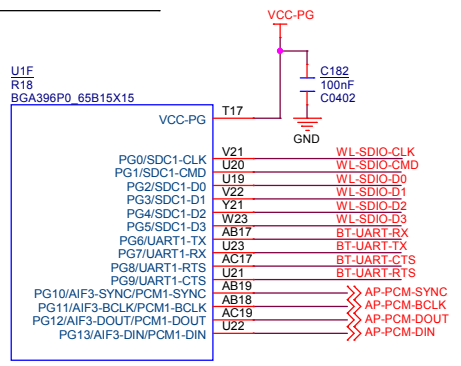 VCC-PG
U1F
R18
BGA396P0_65B15X15
C182
100nF
C0402
GND
VCC-PG T17
PG0/SDC1-CLK V21 WL-SDIO-CLK
PG1/SDC1-CMD U20 WL-SDIO-CMD
PG2/SDC1-D0 U19 WL-SDIO-D0
PG3/SDC1-D1 V22 WL-SDIO-D1
PG4/SDC1-D2 Y21 WL-SDIO-D2
PG5/SDC1-D3 W23 WL-SDIO-D3
PG6/UART1-TX AB17 BT-UART-RX
PG7/UART1-RX U23 BT-UART-TX
PG8/UART1-RTS AC17 BT-UART-CTS
PG9/UART1-CTS U21 BT-UART-RTS
PG10/AIF3-SYNC/PCM1-SYNC AB19 AP-PCM-SYNC
PG11/AIF3-BCLK/PCM1-BCLK AB18 AP-PCM-BCLK
PG12/AIF3-DOUT/PCM1-DOUT AC19 AP-PCM-DOUT
PG13/AIF3-DIN/PCM1-DIN U22 AP-PCM-DIN